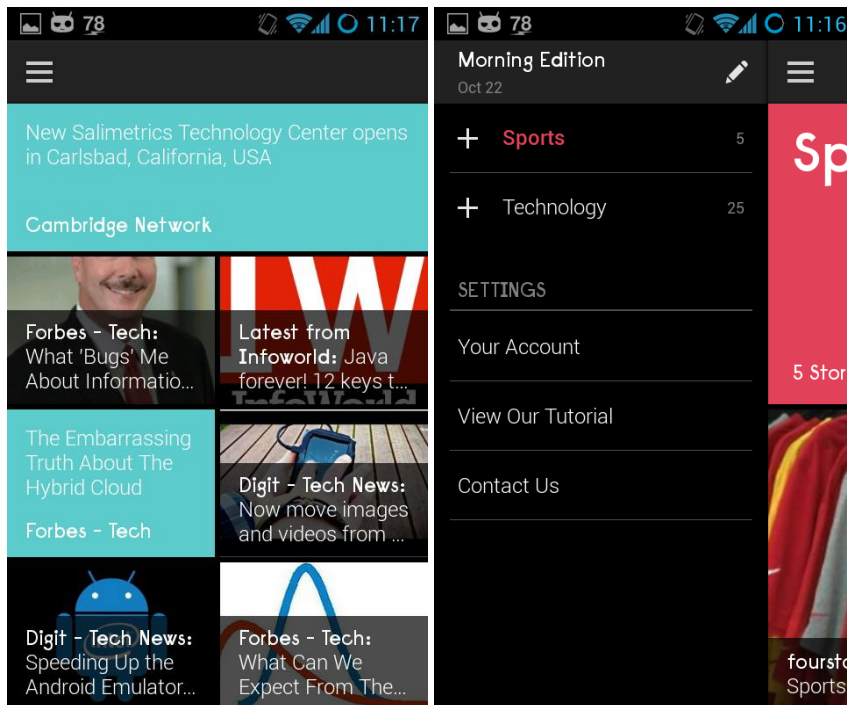 78
11:17
New Salimetrics Technology Center opens
in Carlsbad, California, USA
Cambridge Network
Forbes - Tech:
What 'Bugs' Me
About Informatio...
IW
InfoWorld
Latest from
Infoworld: Java
forever! 12 keys t...
The Embarrassing
Truth About The
Hybrid Cloud
Forbes - Tech
Digit - Tech News:
Now move images
and videos from ...
intel
Digit - Tech News:
Speeding Up the
Android Emulator...
Forbes - Tech:
What Can We
Expect From The...
78
11:16
Morning Edition
Oct 22
Sports 5
Technology 25
SETTINGS
Your Account
View Our Tutorial
Contact Us
Sp
5 Stor
foursto
Sports